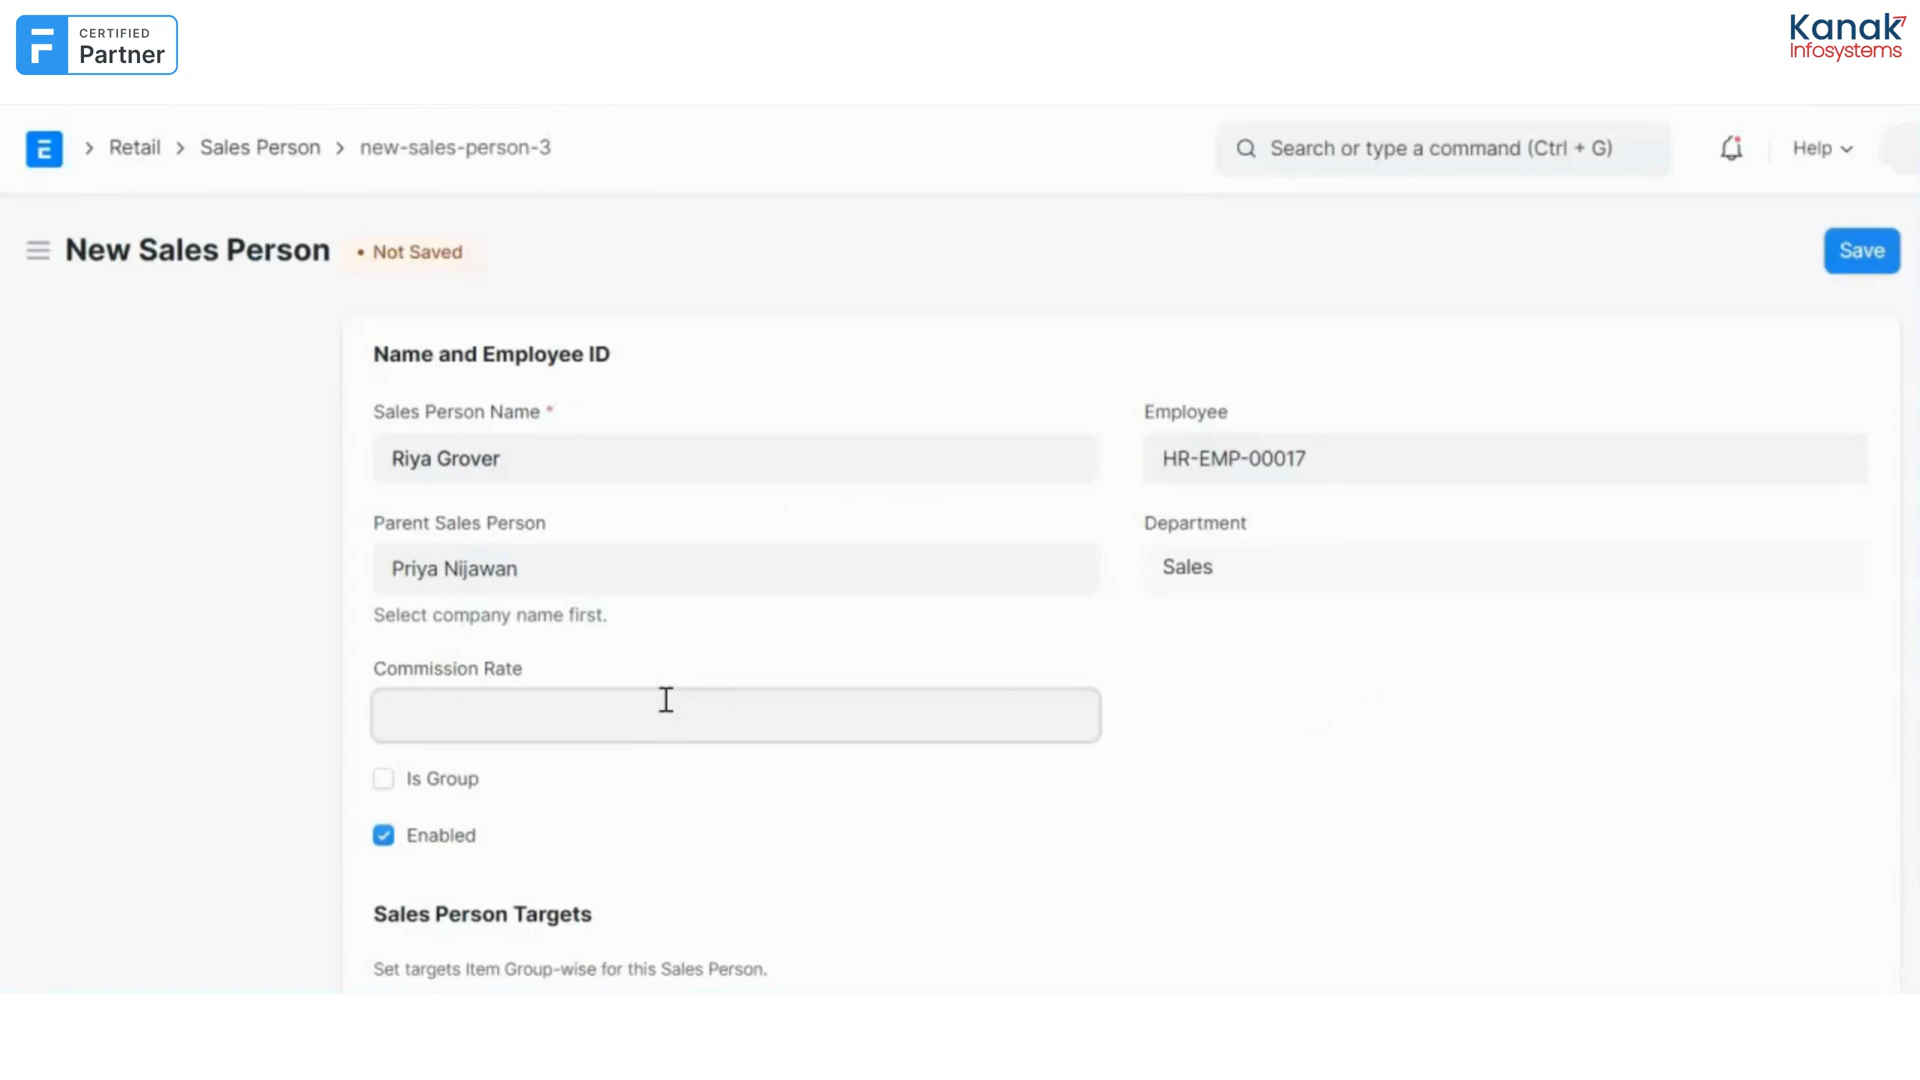 CERTIFIED
Partner
Kanak
Infosystems
E > Retail > Sales Person > new-sales-person-3
Search or type a command (Ctrl + G)
Help
New Sales Person
• Not Saved
Save
Name and Employee ID
Sales Person Name *
Employee
Riya Grover
HR-EMP-00017
Parent Sales Person
Department
Priya Nijawan
Sales
Select company name first.
Commission Rate
Is Group
Enabled
Sales Person Targets
Set targets Item Group-wise for this Sales Person.